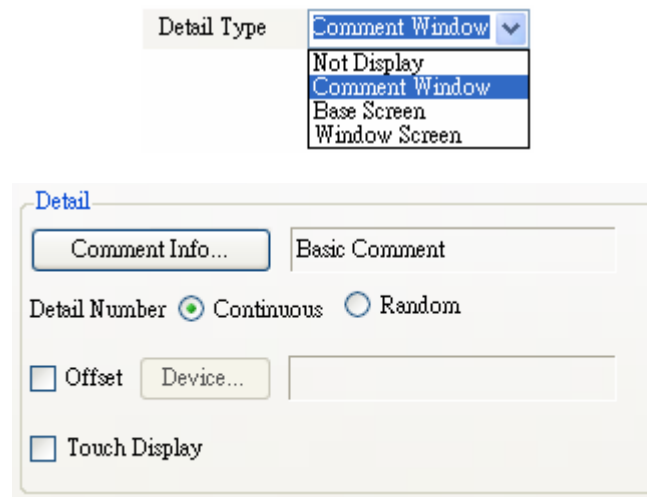 Detail Type Comment Window
Not Display
Comment Window
Base Screen
Window Screen
Detail
Comment Info... Basic Comment
Detail Number Continuous Random
Offset Device...
Touch Display